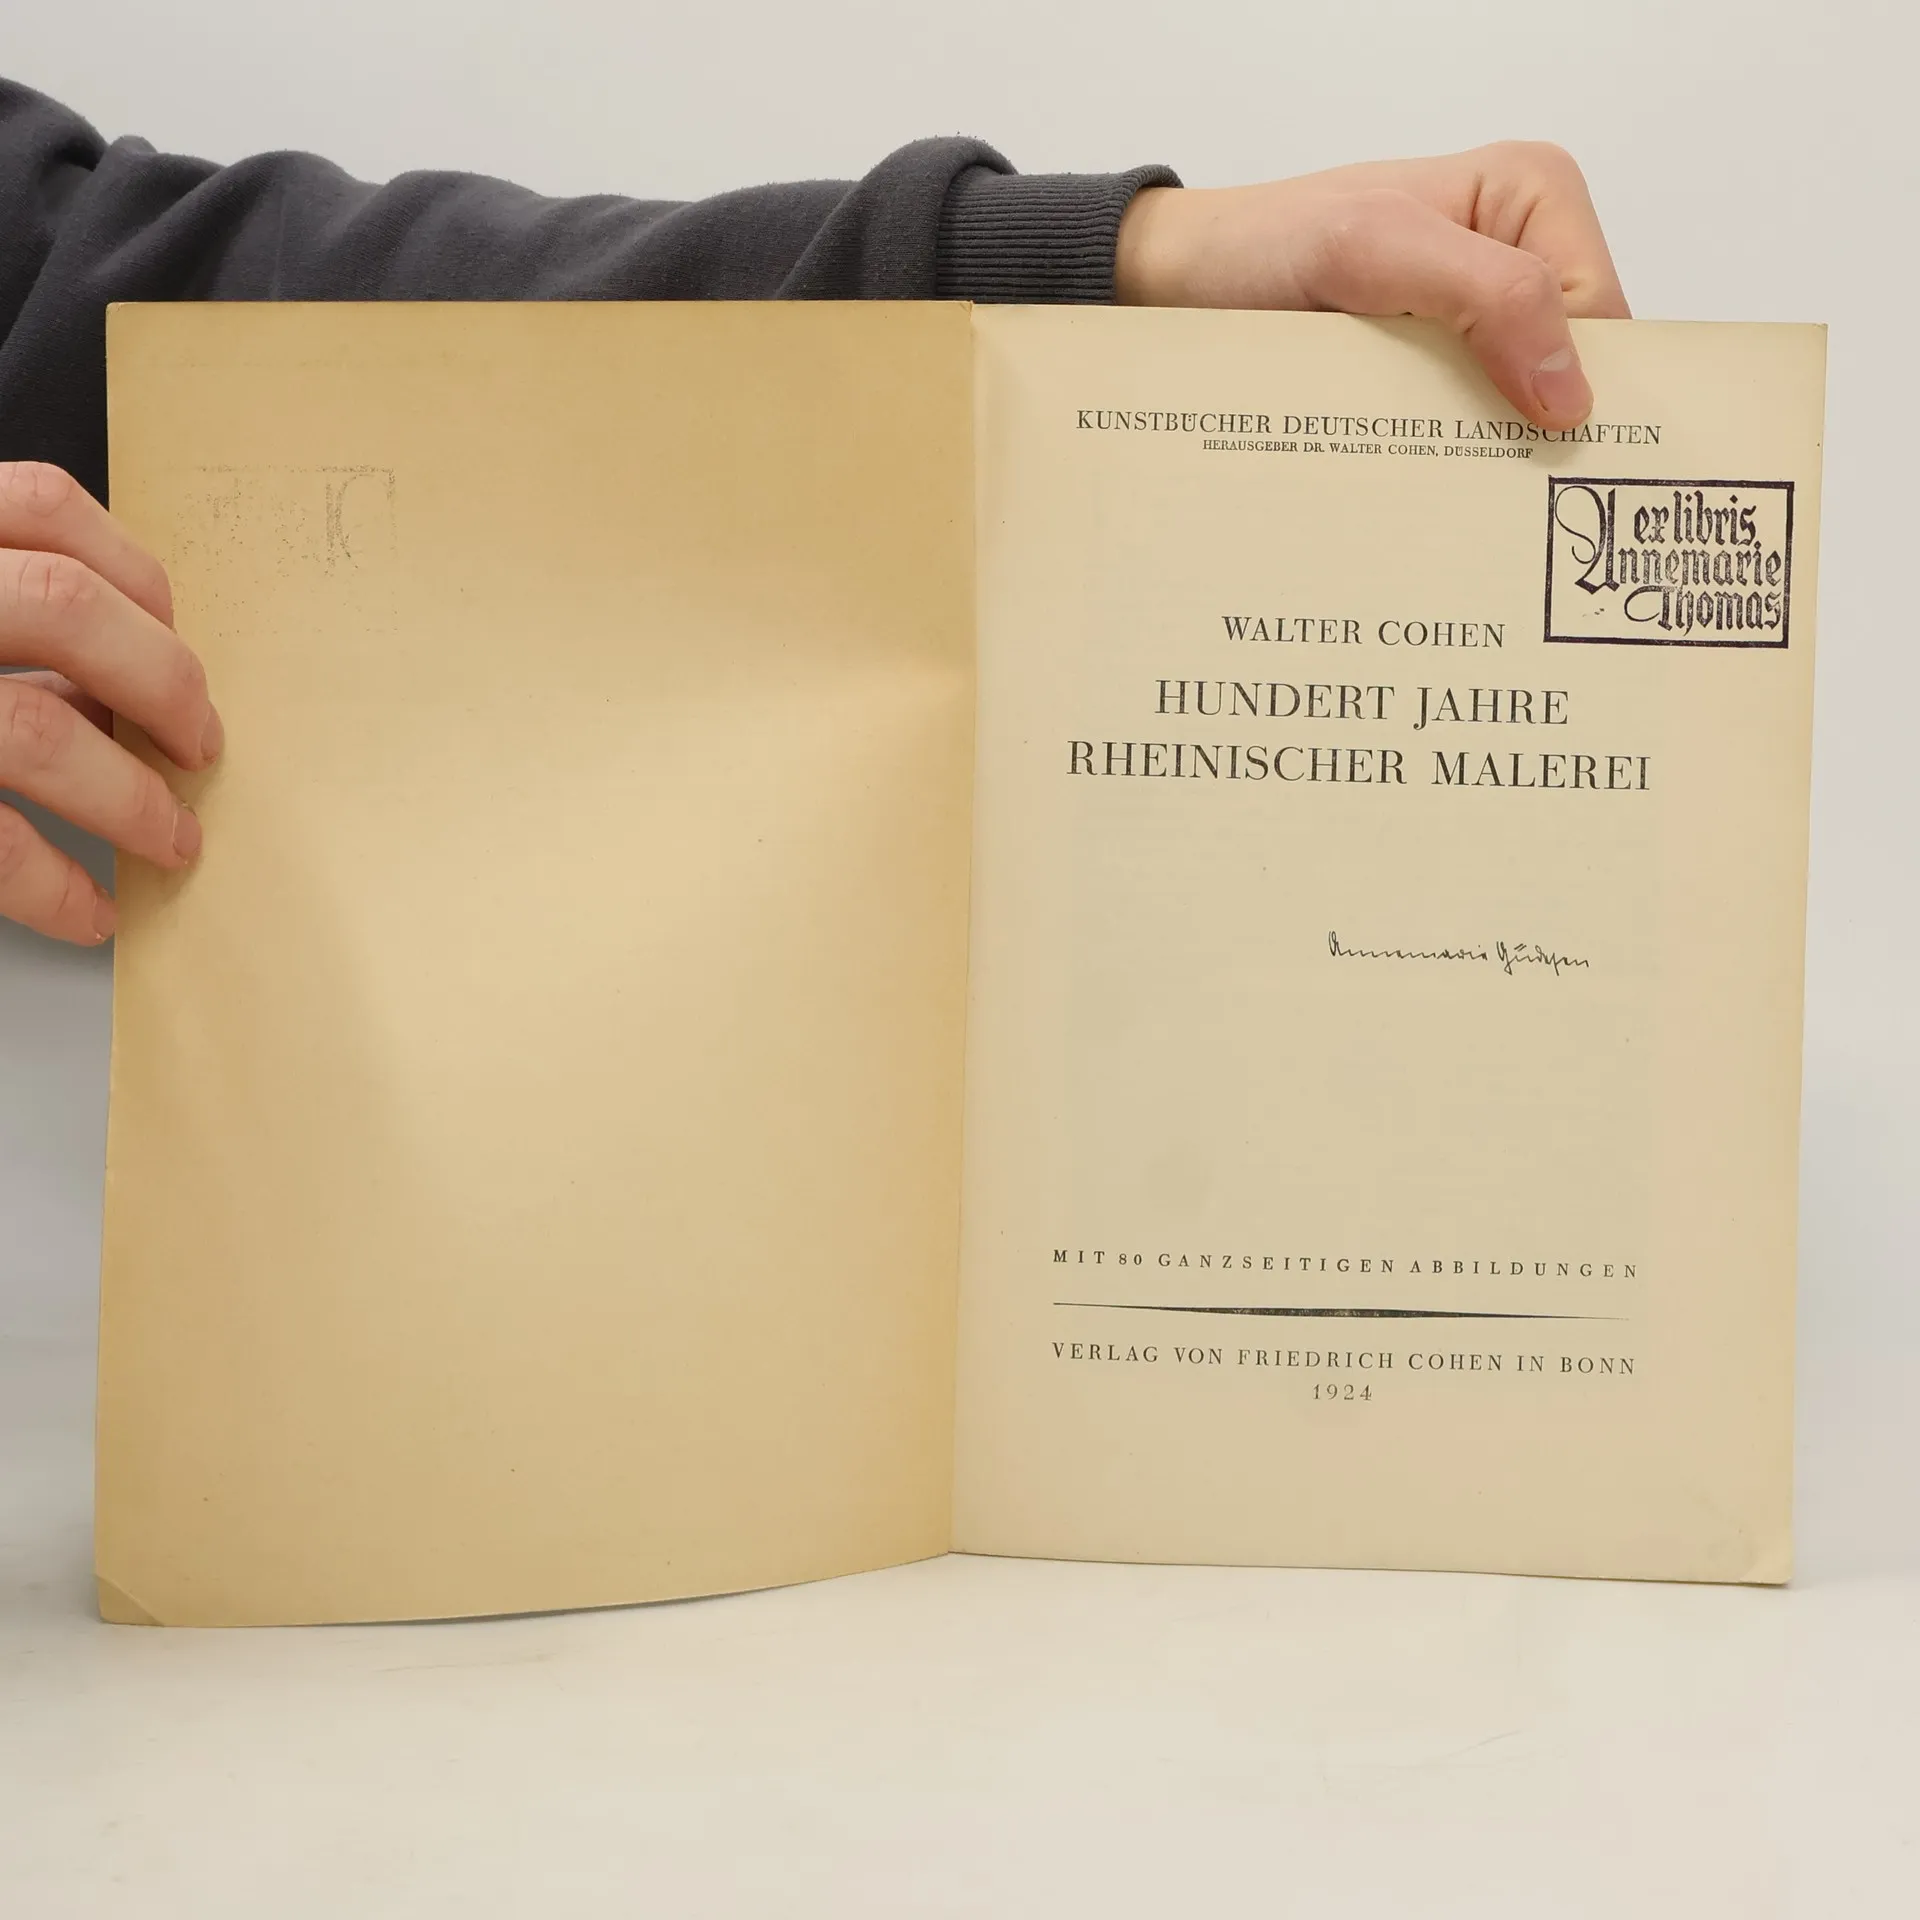 KUNSTBÜCHER DEUTSCHER LANDSCHAFTEN
HERAUSGEBER DR. WALTER COHEN, DÜSSELDORF
ex libris
Annemarie
Thomas
WALTER COHEN
HUNDERT JAHRE
RHEINISCHER MALEREI
Annemarie
MIT 80 GANZSEITIGEN ABBILDUNGEN
VERLAG VON FRIEDRICH COHEN IN BONN
1924